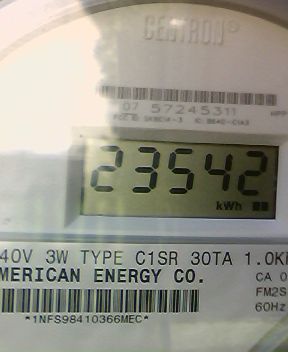 CENTRON®
07 57245311
23542
kWh
40V 3W TYPE C1SR 30TA 1.0K
MERICAN ENERGY CO. CA 0
FM2S
60Hz
*1NFS98410366MEC*